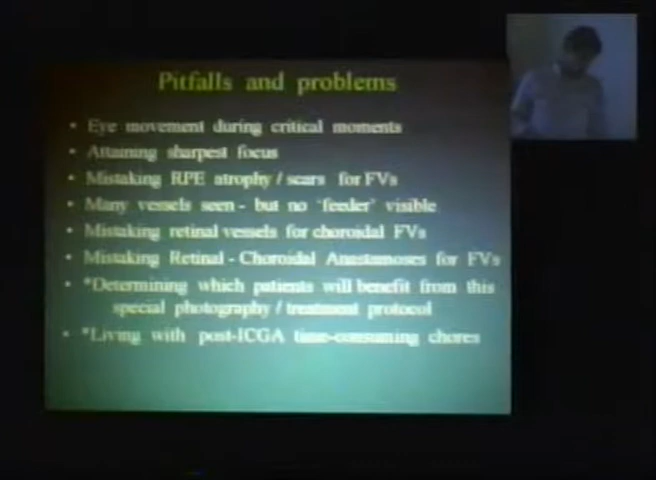 Pitfalls and problems
• Eye movement during critical moments
• Attaining sharpest focus
• Mistaking RPE atrophy / scars for FVs
• Many vessels seen - but no 'feeder' visible
• Mistaking retinal vessels for choroidal FVs
• Mistaking Retinal - Choroidal Anastamoses for FVs
• *Determining which patients will benefit from this
special photography / treatment protocol
• *Living with post-ICGA time-consuming chores